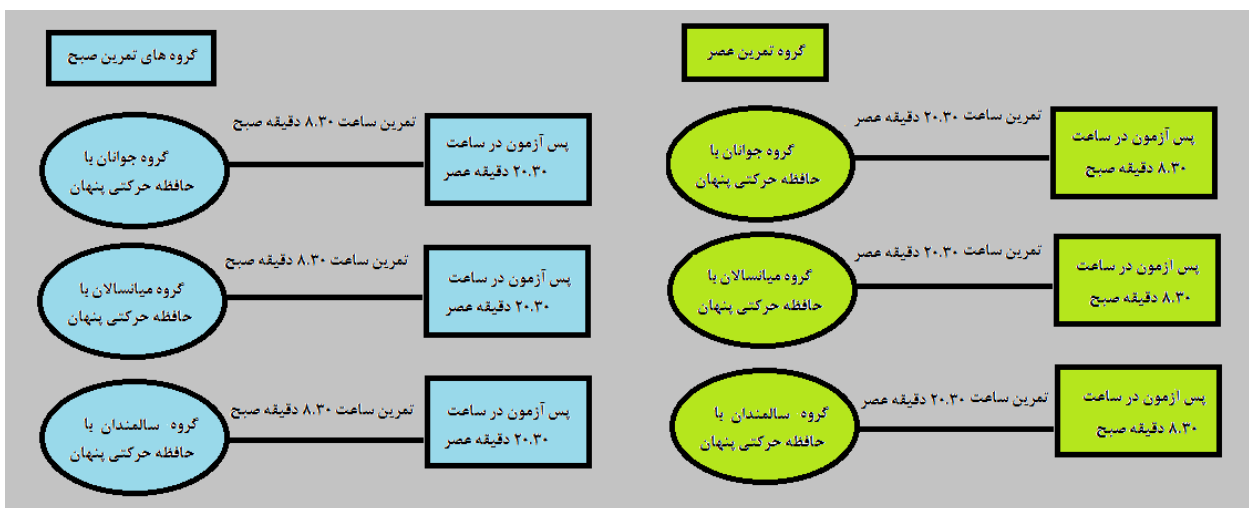 گروه های تمرین صبح
تمرین ساعت ۸.۳۰ دقیقه صبح
گروه جوانان با
حافظه حرکتی پنهان
پس آزمون در ساعت
۲۰.۳۰ دقیقه عصر
تمرین ساعت ۸.۳۰ دقیقه صبح
گروه میانسالان با
حافظه حرکتی پنهان
پس آزمون در ساعت
۲۰.۳۰ دقیقه عصر
تمرین ساعت ۸.۳۰ دقیقه صبح
گروه سالمندان با
حافظه حرکتی پنهان
پس آزمون در ساعت
۲۰.۳۰ دقیقه عصر
گروه تمرین عصر
تمرین ساعت ۲۰.۳۰ دقیقه عصر
گروه جوانان با
حافظه حرکتی پنهان
پس آزمون در ساعت
۸.۳۰ دقیقه صبح
تمرین ساعت ۲۰.۳۰ دقیقه عصر
گروه میانسالان با
حافظه حرکتی پنهان
پس ازمون در ساعت
۸.۳۰ دقیقه صبح
تمرین ساعت ۲۰.۳۰ دقیقه عصر
گروه سالمندان با
حافظه حرکتی پنهان
پس ازمون در ساعت
۸.۳۰ دقیقه صبح